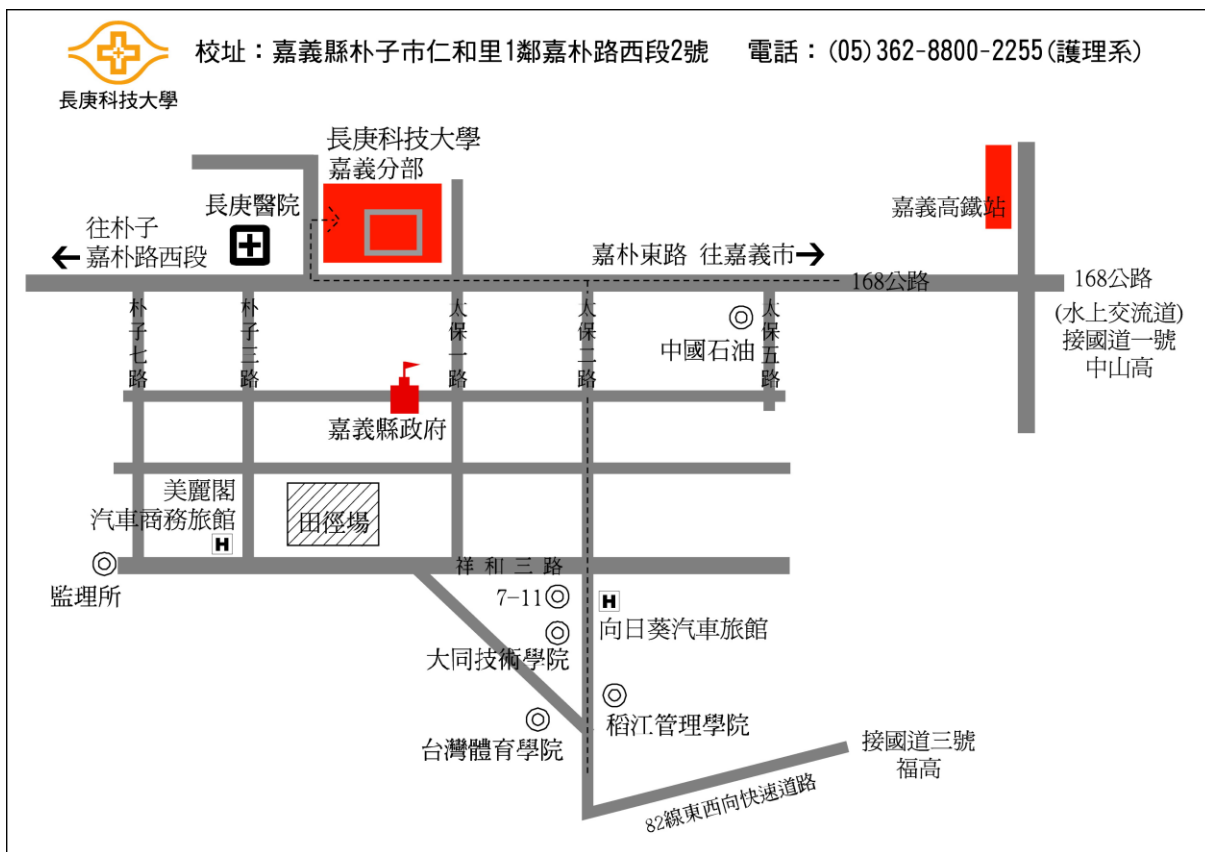 校址：嘉義縣朴子市仁和里1鄰嘉朴路西段2號 電話：(05)362-8800-2255(護理系)
長庚科技大學
長庚科技大學
嘉義分部
長庚醫院
往朴子
嘉朴路西段
嘉義高鐵站
嘉朴東路 往嘉義市
168公路
168公路
(水上交流道)
接國道一號
中山高
朴子七路
朴子三路
太保一路
太保二路
太保五路
中國石油
嘉義縣政府
美麗閣
汽車商務旅館
H
田徑場
監理所
祥和三路
7-11
H
向日葵汽車旅館
大同技術學院
稻江管理學院
台灣體育學院
接國道三號
福高
82線東西向快速道路